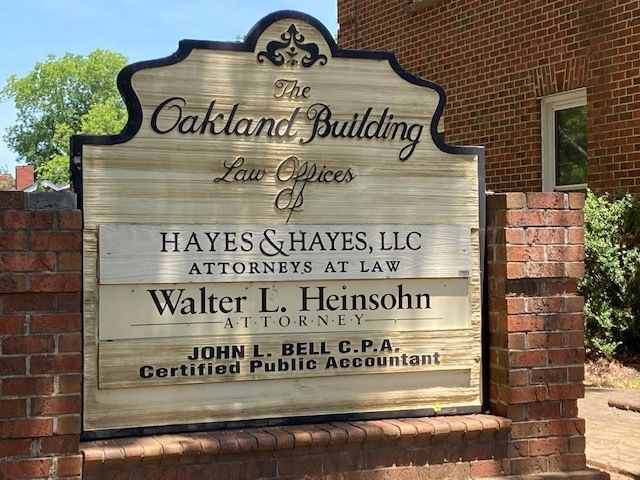 The
Oakland Building
Law Offices
of
HAYES & HAYES, LLC
ATTORNEYS AT LAW
Walter L. Heinsohn
ATTORNEY
JOHN L. BELL C.P.A.
Certified Public Accountant